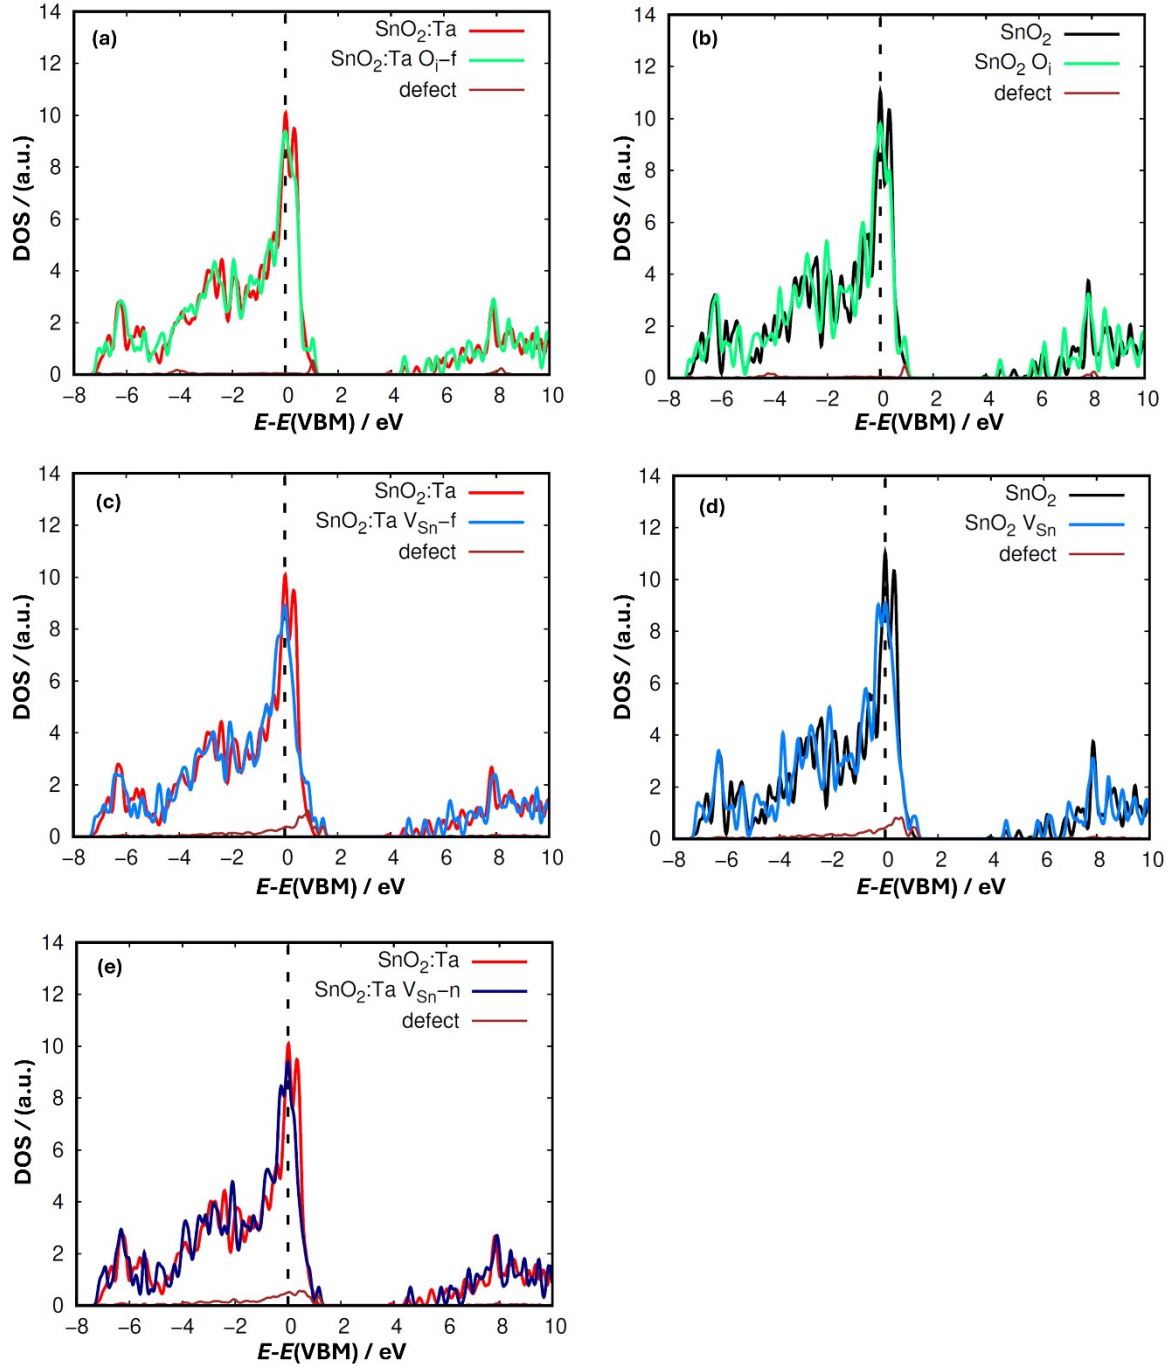 (a)
SnO2:Ta
SnO2:Ta Oi−f
defect
DOS / (a.u.)
14
12
10
8
6
4
2
0
−8 −6 −4 −2 0 2 4 6 8 10
E-E(VBM) / eV
(b)
SnO2
SnO2 Oi
defect
DOS / (a.u.)
14
12
10
8
6
4
2
0
−8 −6 −4 −2 0 2 4 6 8 10
E-E(VBM) / eV
(c)
SnO2:Ta
SnO2:Ta VSn−f
defect
DOS / (a.u.)
14
12
10
8
6
4
2
0
−8 −6 −4 −2 0 2 4 6 8 10
E-E(VBM) / eV
(d)
SnO2
SnO2 VSn
defect
DOS / (a.u.)
14
12
10
8
6
4
2
0
−8 −6 −4 −2 0 2 4 6 8 10
E-E(VBM) / eV
(e)
SnO2:Ta
SnO2:Ta VSn−n
defect
DOS / (a.u.)
14
12
10
8
6
4
2
0
−8 −6 −4 −2 0 2 4 6 8 10
E-E(VBM) / eV